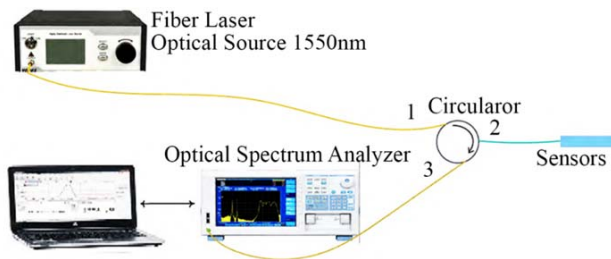 Fiber Laser
Optical Source 1550nm
1
Circularor
2
3
Optical Spectrum Analyzer
Sensors